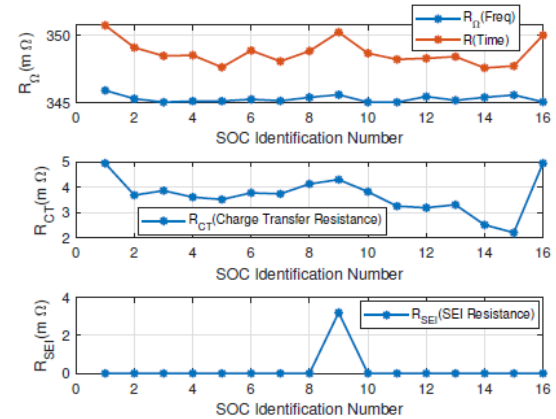 R_Ω(Freq)
R(Time)
R_Ω(m Ω)
350
345
0 2 4 6 8 10 12 14 16
SOC Identification Number
R_CT(m Ω)
5
4
3
2
R_CT(Charge Transfer Resistance)
0 2 4 6 8 10 12 14 16
SOC Identification Number
R_SEI(m Ω)
4
2
0
R_SEI(SEI Resistance)
0 2 4 6 8 10 12 14 16
SOC Identification Number